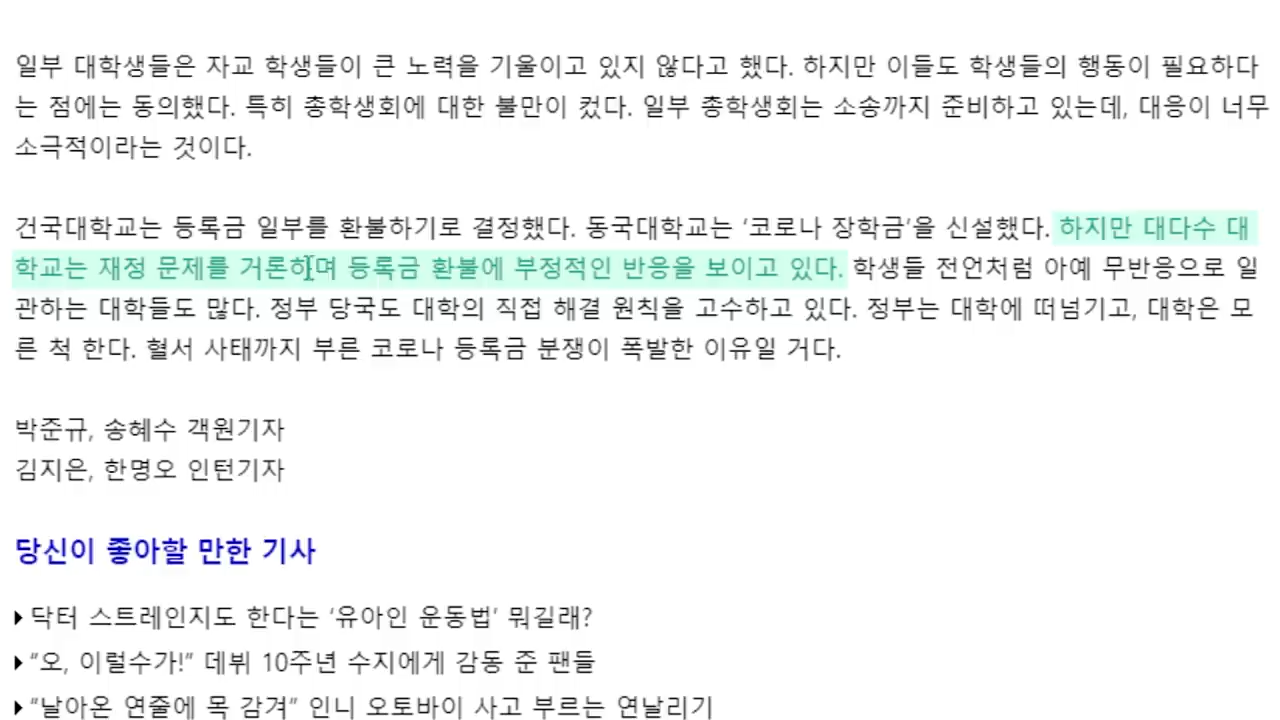 일부 대학생들은 자교 학생들이 큰 노력을 기울이고 있지 않다고 했다. 하지만 이들도 학생들의 행동이 필요하다
는 점에는 동의했다. 특히 총학생회에 대한 불만이 컸다. 일부 총학생회는 소송까지 준비하고 있는데, 대응이 너무
소극적이라는 것이다.
건국대학교는 등록금 일부를 환불하기로 결정했다. 동국대학교는 ‘코로나 장학금’을 신설했다. 하지만 대다수 대
학교는 재정 문제를 거론하며 등록금 환불에 부정적인 반응을 보이고 있다. 학생들 전언처럼 아예 무반응으로 일
관하는 대학들도 많다. 정부 당국도 대학의 직접 해결 원칙을 고수하고 있다. 정부는 대학에 떠넘기고, 대학은 모
른 척 한다. 혈서 사태까지 부른 코로나 등록금 분쟁이 폭발한 이유일 거다.
박준규, 송혜수 객원기자
김지은, 한명오 인턴기자
당신이 좋아할 만한 기사
닥터 스트레인지도 한다는 ‘유아인 운동법’ 뭐길래?
“오, 이럴수가!” 데뷔 10주년 수지에게 감동 준 팬들
“날아온 연줄에 목 감겨” 인니 오토바이 사고 부르는 연날리기